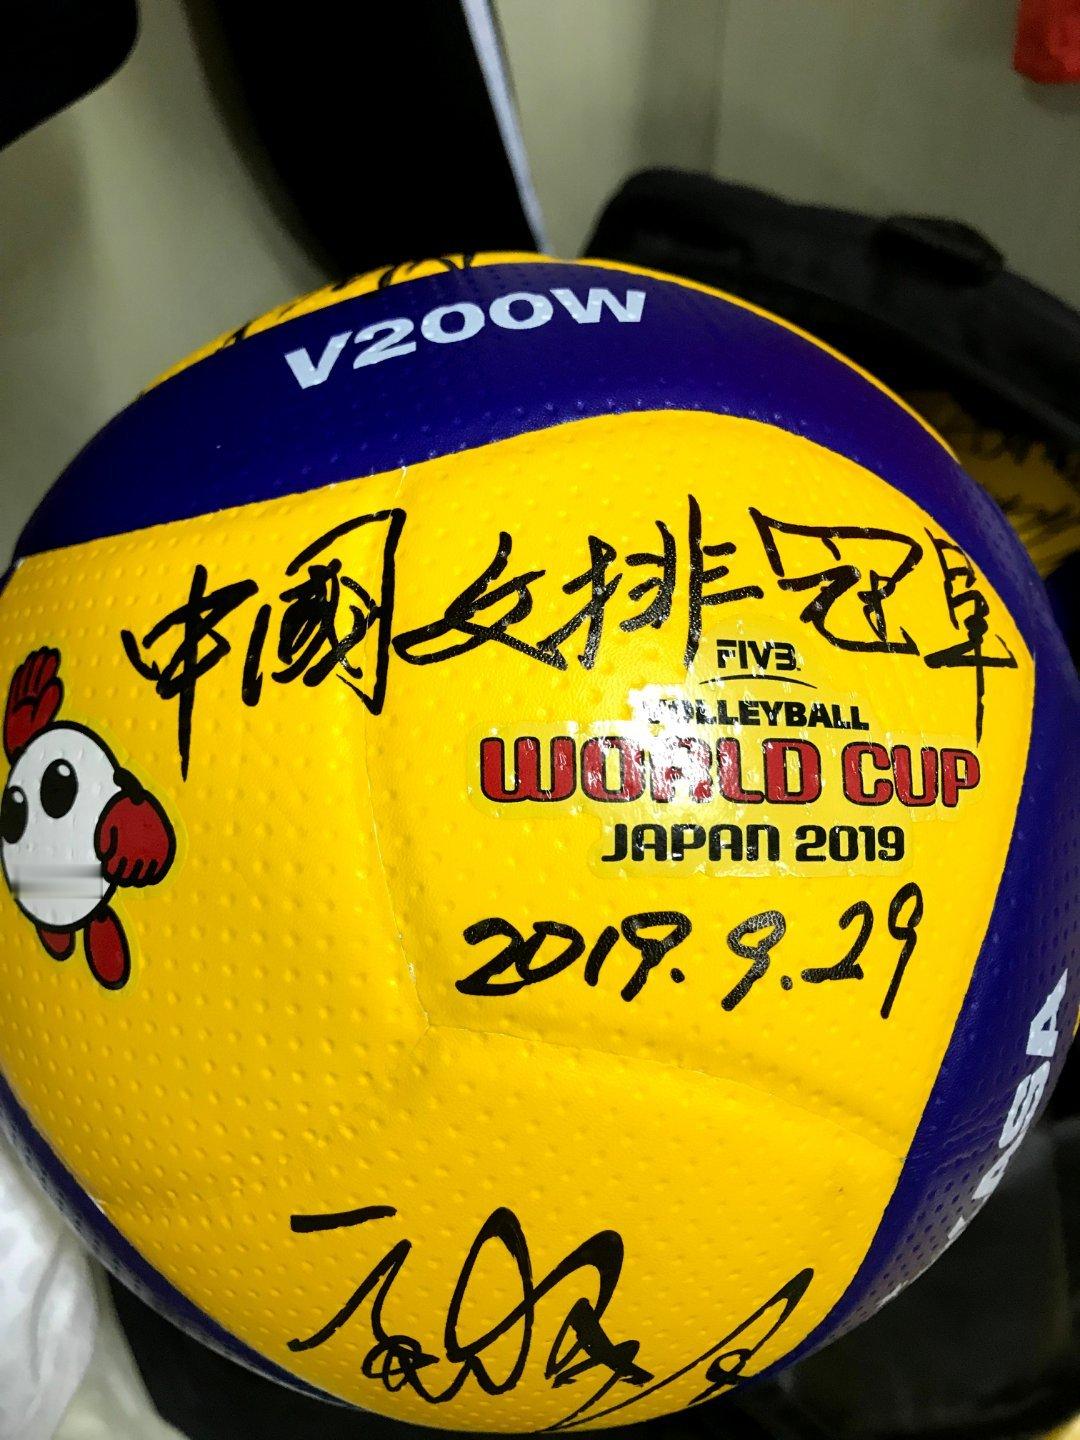 V200W
中國女排冠軍
FIVB
VOLLEYBALL
WORLD CUP
JAPAN 2019
2019.9.29